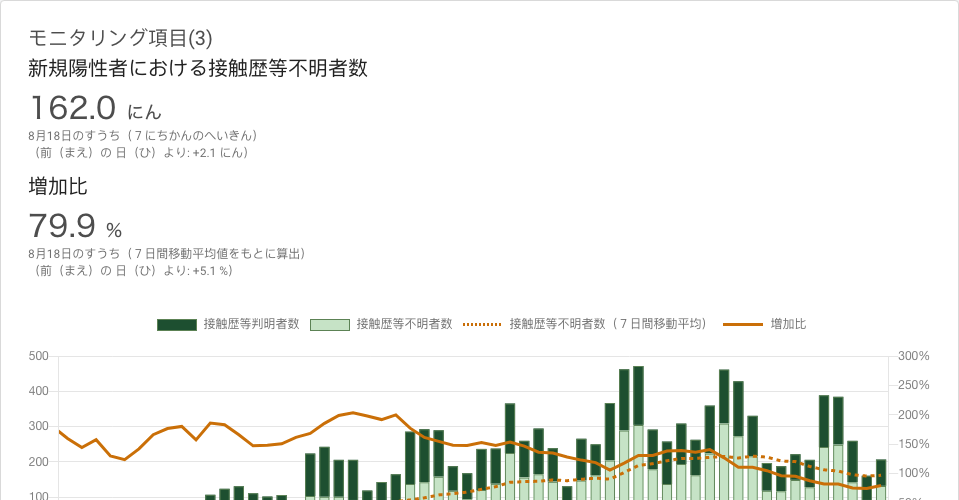 モニタリング項目(3)
新規陽性者における接触歴等不明者数
162.0 にん
8月18日のすうち（７にちかんのへいきん）
（前（まえ）の 日（ひ）より: +2.1 にん）
増加比
79.9 %
8月18日のすうち（７日間移動平均値をもとに算出）
（前（まえ）の 日（ひ）より: +5.1 %）
接触歴等判明者数 接触歴等不明者数 接触歴等不明者数（７日間移動平均） 増加比
500 300%
250%
400
200%
300
150%
200
100%
100